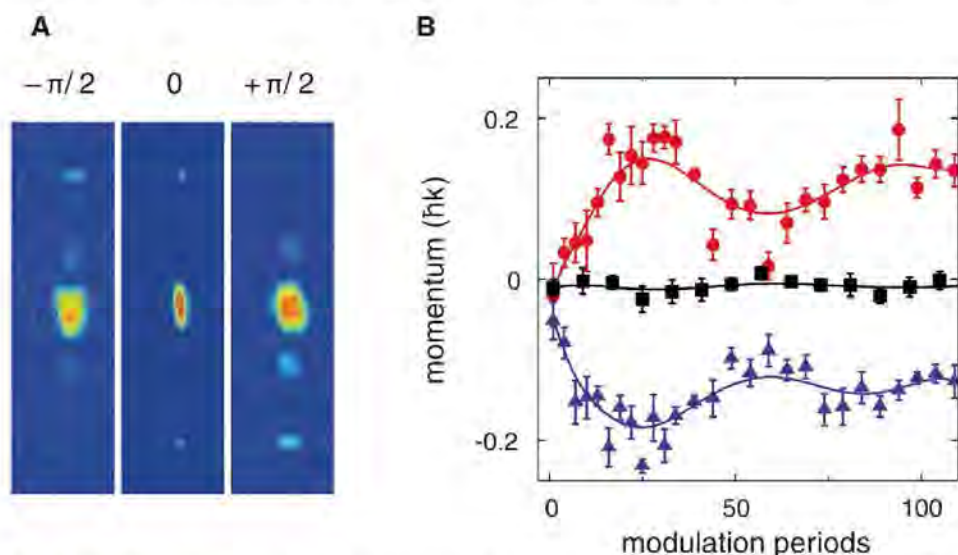 A
−π/2 0 +π/2
B
momentum (ħk)
0.2
0
-0.2
0 50 100
modulation periods